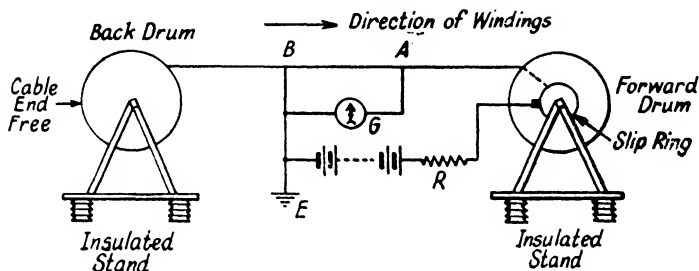 Direction of Windings
Back Drum
B
A
Cable
End
Free
G
Forward
Drum
Slip Ring
R
E
Insulated
Stand
Insulated
Stand